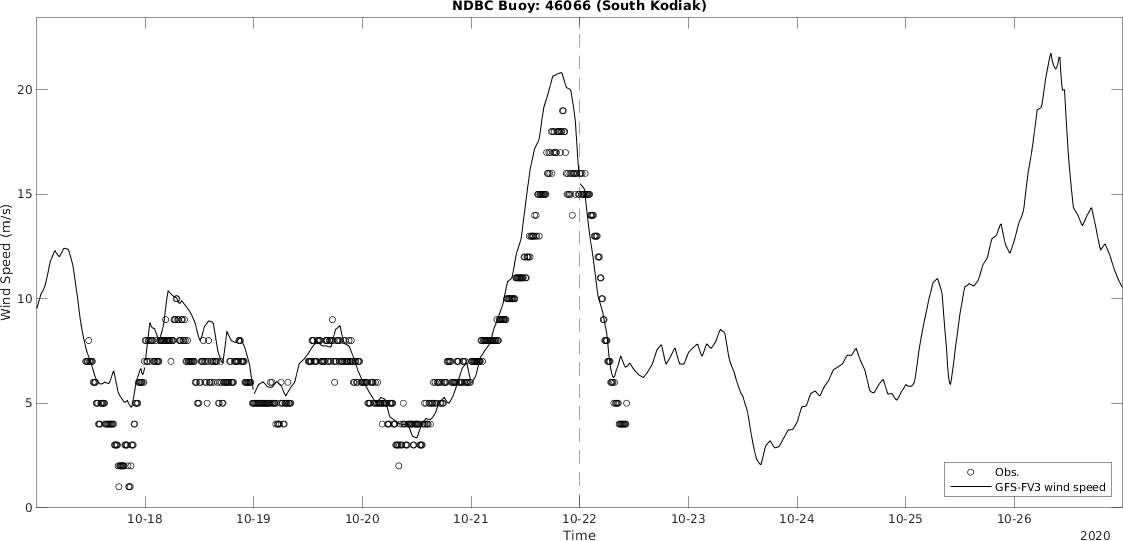 NDBC Buoy: 46066 (South Kodiak)
Wind Speed (m/s)
20
15
10
5
0
10-18 10-19 10-20 10-21 10-22 10-23 10-24 10-25 10-26
Time
2020
Obs.
GFS-FV3 wind speed